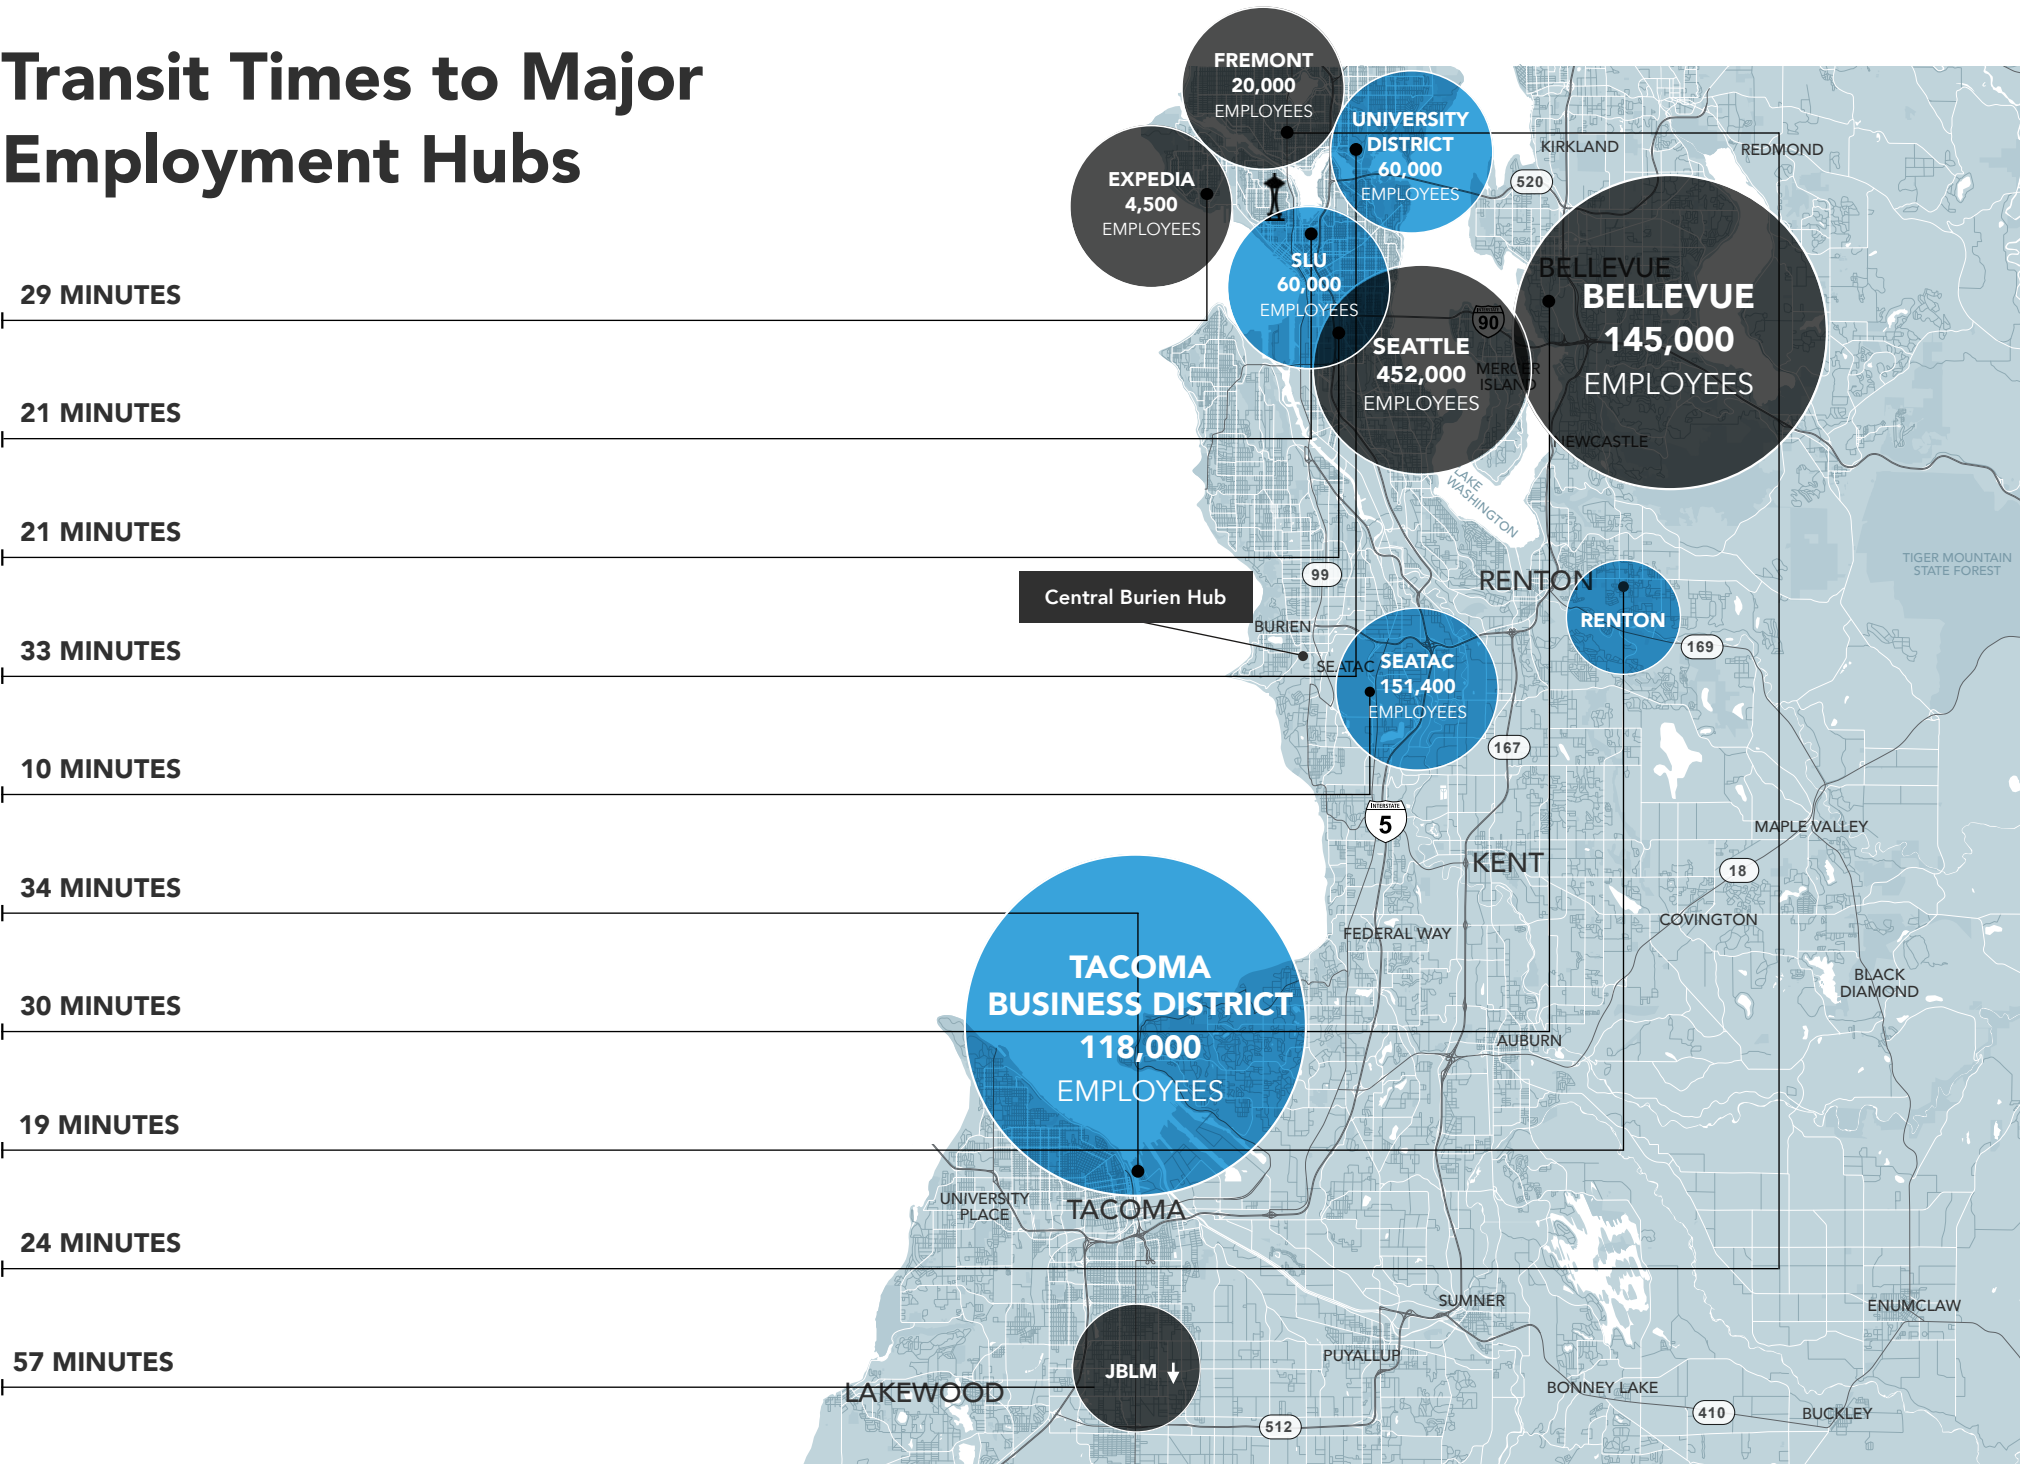 Transit Times to Major
Employment Hubs
29 MINUTES
21 MINUTES
21 MINUTES
33 MINUTES
10 MINUTES
34 MINUTES
30 MINUTES
19 MINUTES
24 MINUTES
57 MINUTES
FREMONT
20,000
EMPLOYEES
UNIVERSITY
DISTRICT
60,000
EMPLOYEES
EXPEDIA
4,500
EMPLOYEES
KIRKLAND
REDMOND
520
SLU
60,000
EMPLOYEES
BELLEVUE
BELLEVUE
145,000
EMPLOYEES
90
SEATTLE
452,000
EMPLOYEES
MERCER
ISLAND
NEWCASTLE
LAKE
WASHINGTON
TIGER MOUNTAIN
STATE FOREST
99
RENTON
RENTON
Central Burien Hub
BURIEN
SEATAC
SEATAC
151,400
EMPLOYEES
169
167
INTERSTATE
5
KENT
MAPLE VALLEY
18
COVINGTON
FEDERAL WAY
BLACK
DIAMOND
TACOMA
BUSINESS DISTRICT
118,000
EMPLOYEES
AUBURN
UNIVERSITY
PLACE
TACOMA
SUMNER
ENUMCLAW
PUYALLUP
JBLM
LAKEWOOD
BONNEY LAKE
410
BUCKLEY
512